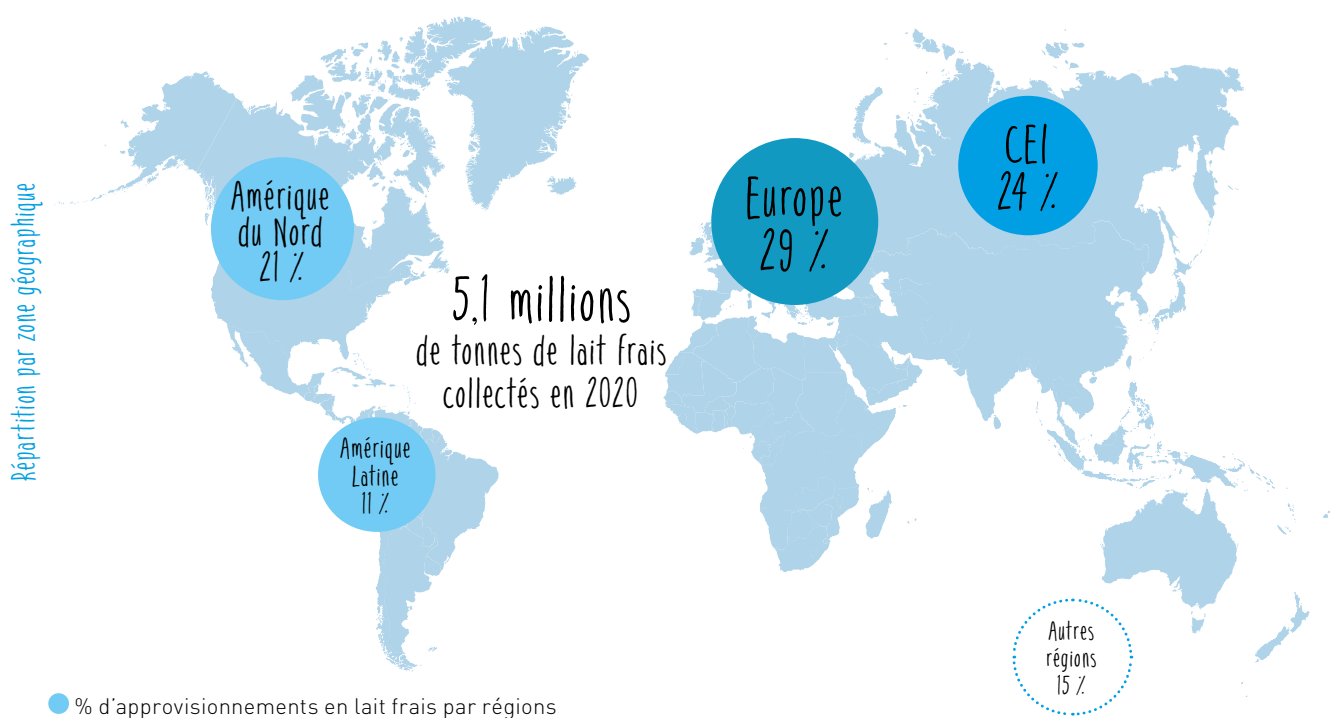 Répartition par zone géographique
Amérique
du Nord
21 %
Europe
29 %
CEI
24 %
5,1 millions
de tonnes de lait frais
collectés en 2020
Amérique
Latine
11 %
Autres
régions
15 %
% d'approvisionnements en lait frais par régions